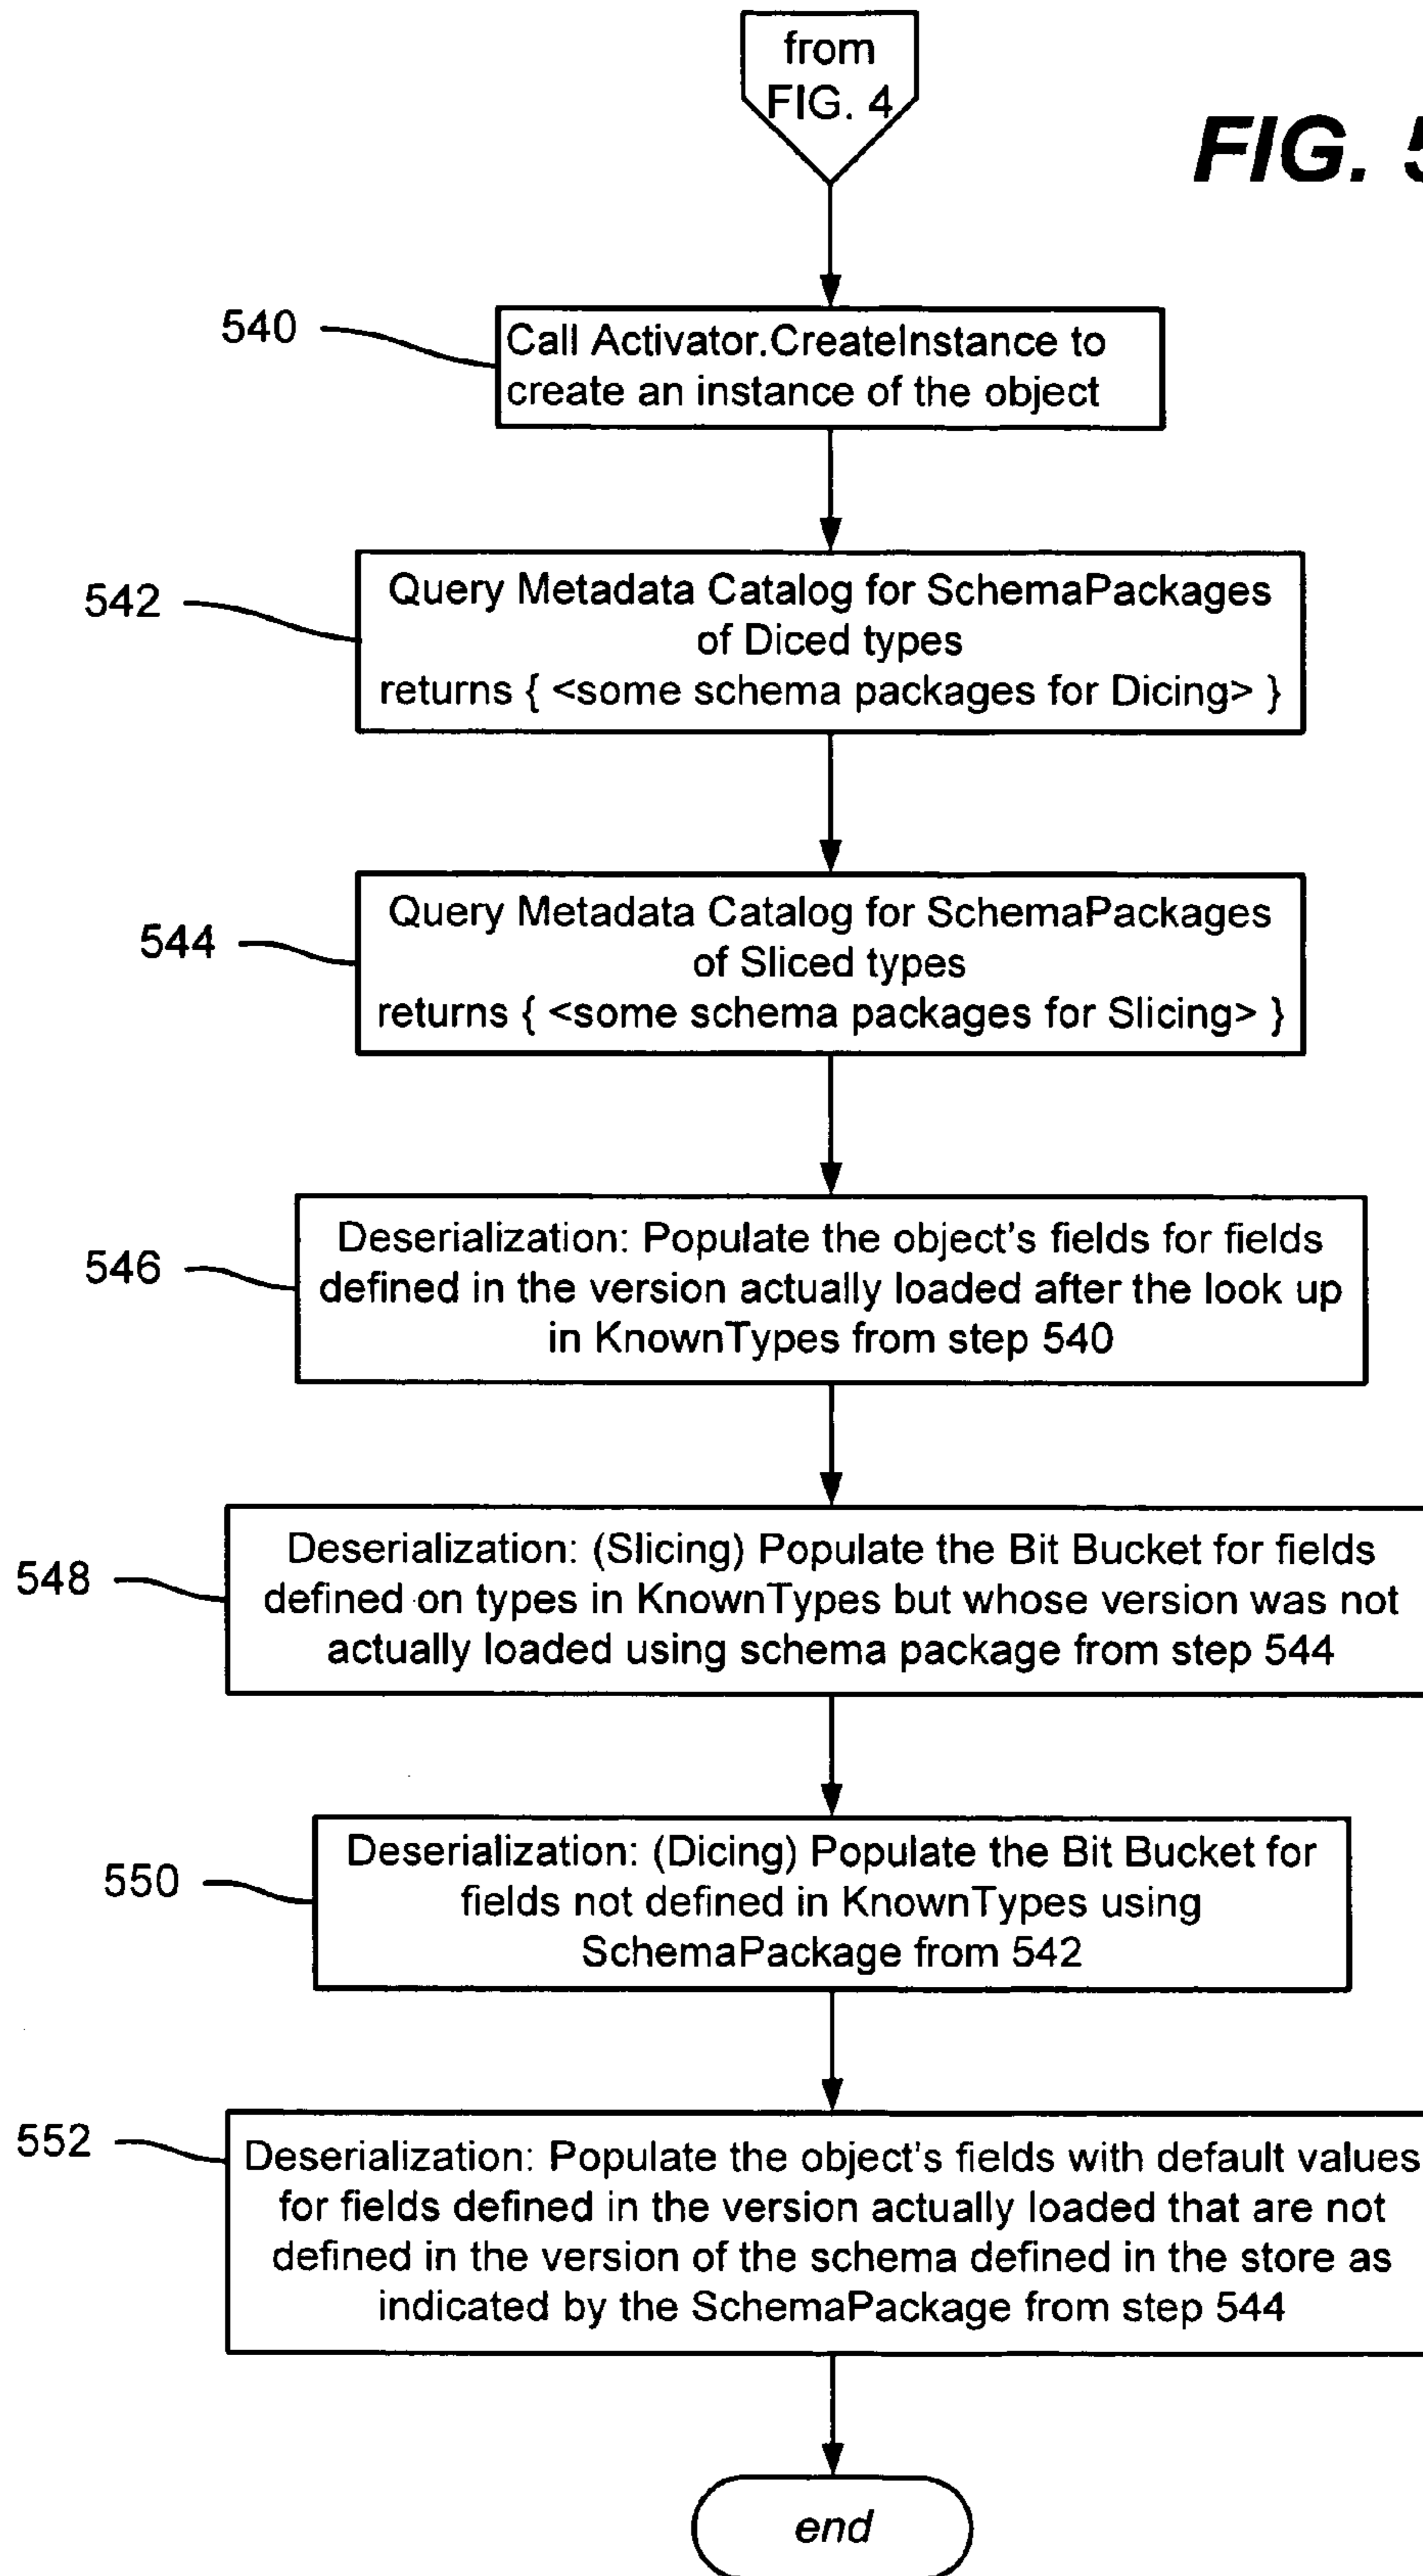 from
FIG. 4
FIG. 5
540
Call Activator.CreateInstance to
create an instance of the object
542
Query Metadata Catalog for SchemaPackages
of Diced types
returns { <some schema packages for Dicing> }
544
Query Metadata Catalog for SchemaPackages
of Sliced types
returns { <some schema packages for Slicing> }
546
Deserialization: Populate the object's fields for fields
defined in the version actually loaded after the look up
in KnownTypes from step 540
548
Deserialization: (Slicing) Populate the Bit Bucket for fields
defined on types in KnownTypes but whose version was not
actually loaded using schema package from step 544
550
Deserialization: (Dicing) Populate the Bit Bucket for
fields not defined in KnownTypes using
SchemaPackage from 542
552
Deserialization: Populate the object's fields with default values
for fields defined in the version actually loaded that are not
defined in the version of the schema defined in the store as
indicated by the SchemaPackage from step 544
end